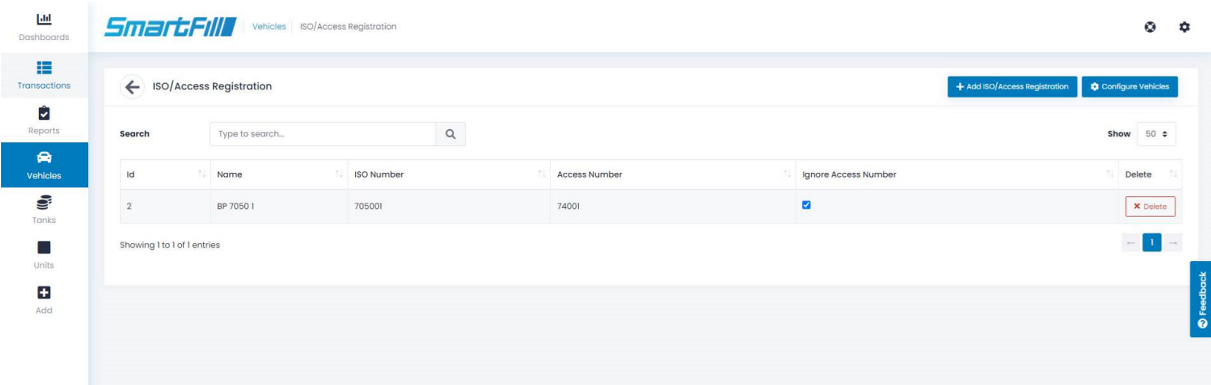 Dashboards
Transactions
Reports
Vehicles
Tanks
Units
Add
SmartFill
Vehicles ISO/Access Registration
ISO/Access Registration
+ Add ISO/Access Registration
Configure Vehicles
Search Type to search... Show 50
Id Name ISO Number Access Number Ignore Access Number Delete
2 BP 7050 1 705001 74001 × Delete
Showing 1 to 1 of 1 entries ← 1 →
Feedback